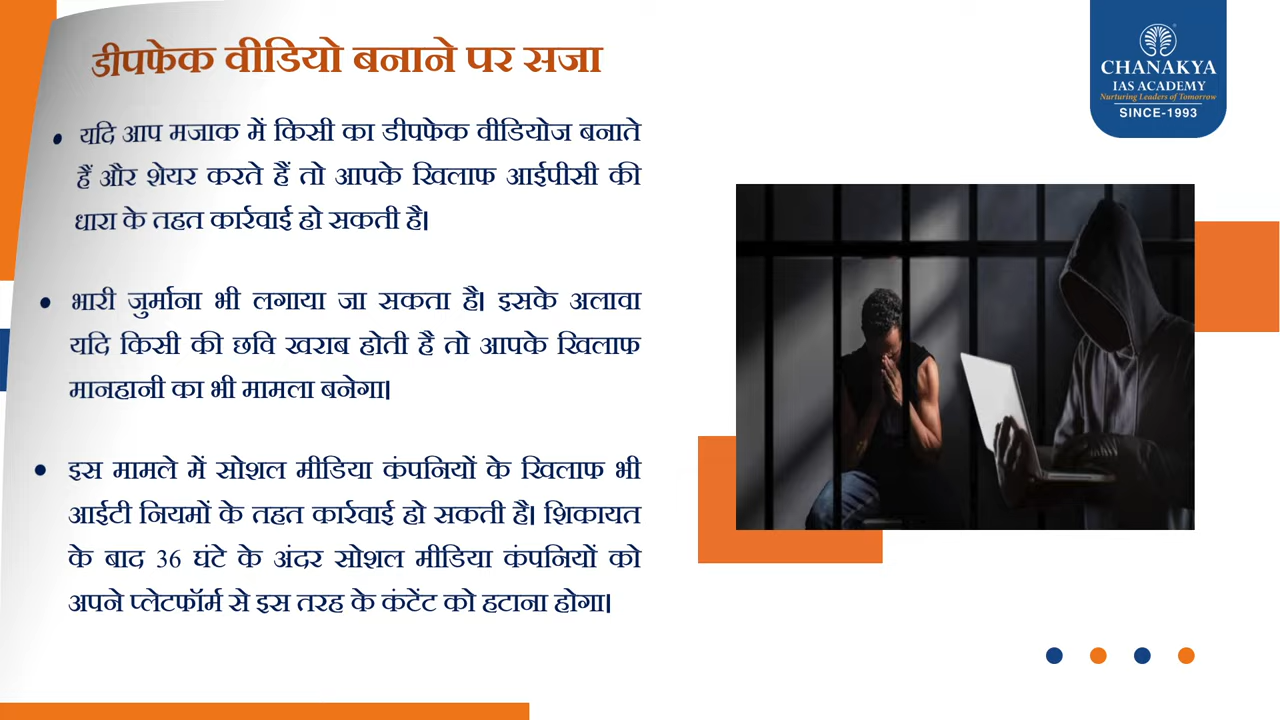 डीपफेक वीडियो बनाने पर सजा
यदि आप मजाक में किसी का डीपफेक वीडियोज बनाते
हैं और शेयर करते हैं तो आपके खिलाफ आईपीसी की
धारा के तहत कार्रवाई हो सकती है।
भारी जुर्माना भी लगाया जा सकता है। इसके अलावा
यदि किसी की छवि खराब होती है तो आपके खिलाफ
मानहानी का भी मामला बनेगा।
इस मामले में सोशल मीडिया कंपनियों के खिलाफ भी
आईटी नियमों के तहत कार्रवाई हो सकती है। शिकायत
के बाद 36 घंटे के अंदर सोशल मीडिया कंपनियों को
अपने प्लेटफॉर्म से इस तरह के कंटेंट को हटाना होगा।
CHANAKYA
IAS ACADEMY
Nurturing Leaders of Tomorrow
SINCE-1993